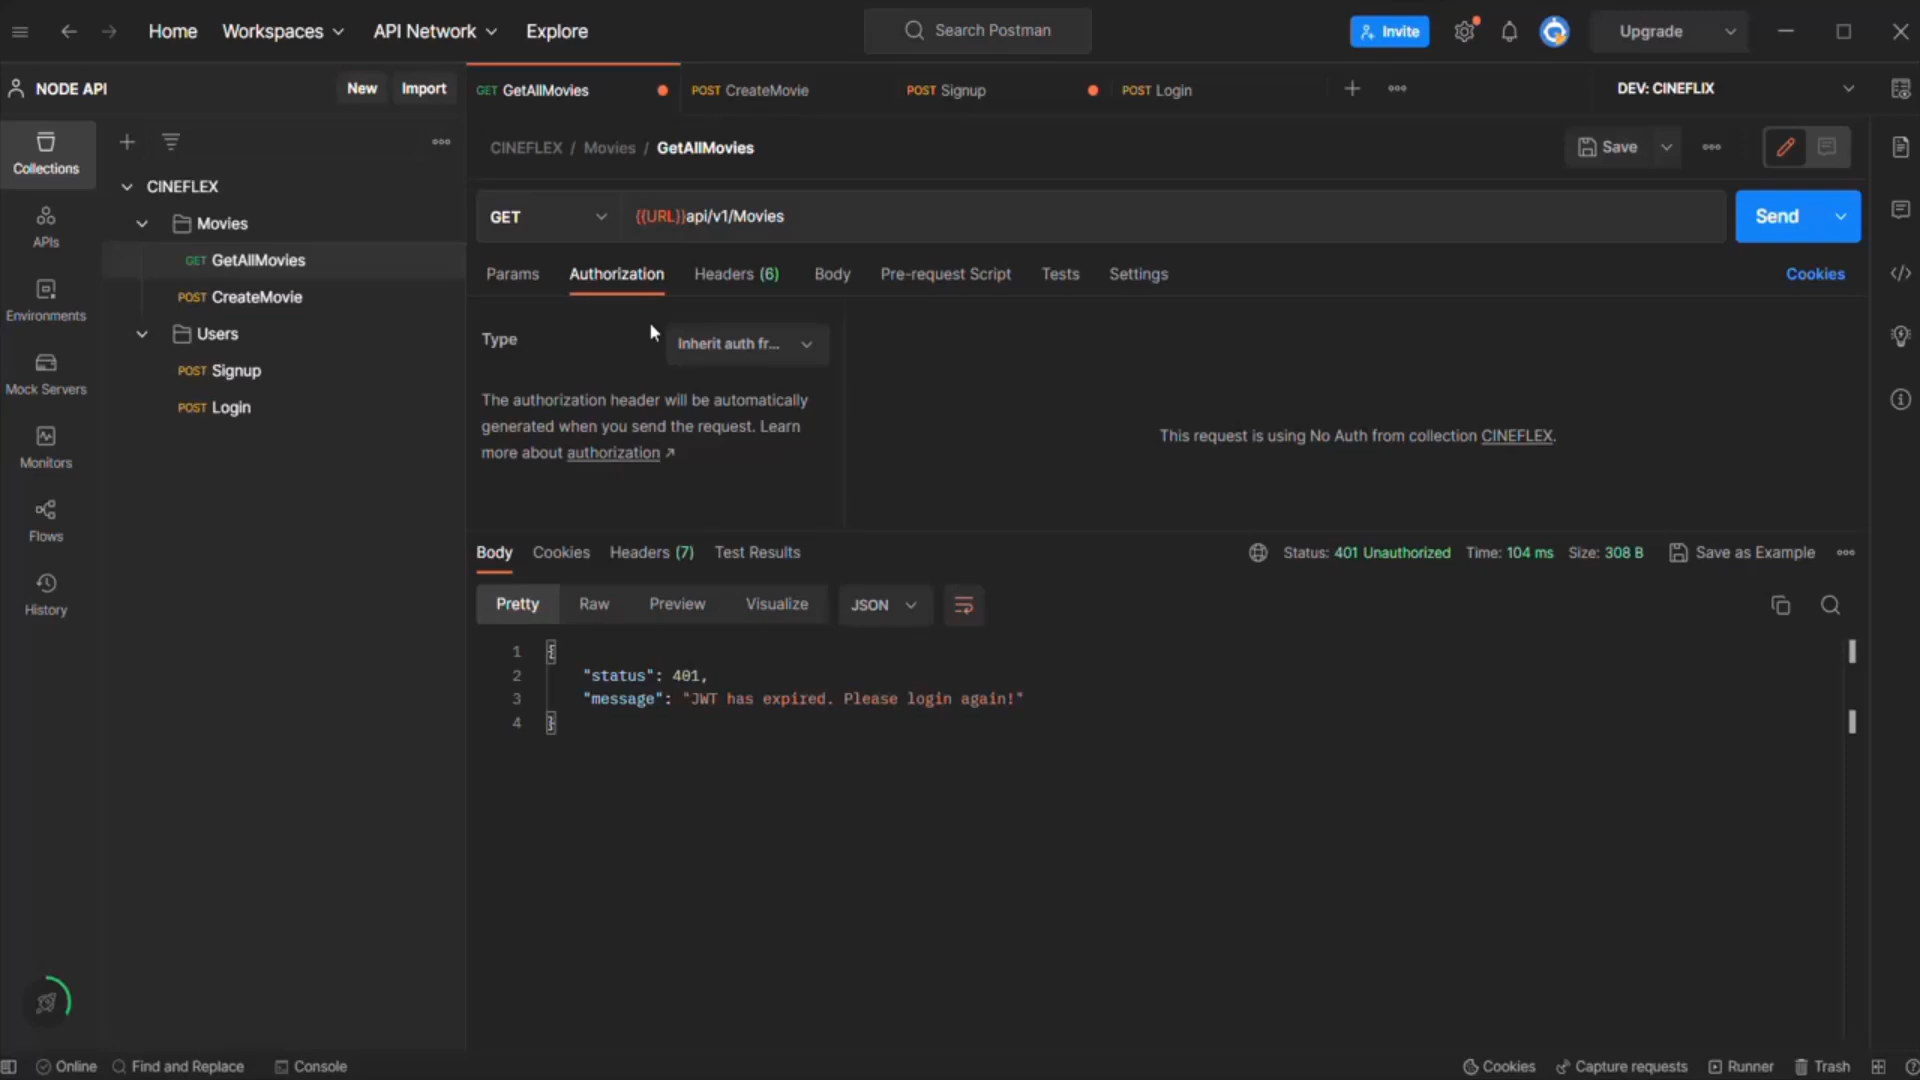 Home Workspaces API Network Explore Search Postman Invite Upgrade
NODE API New Import GET GetAllMovies POST CreateMovie POST Signup POST Login DEV: CINEFLIX
Collections
CINEFLEX / Movies / GetAllMovies Save
CINEFLEX
Movies
GET {{URL}}api/v1/Movies Send
APIs
GET GetAllMovies
Params Authorization Headers (6) Body Pre-request Script Tests Settings Cookies
POST CreateMovie
Environments
Users
Type Inherit auth fr...
POST Signup
Mock Servers
POST Login
The authorization header will be automatically
generated when you send the request. Learn
more about authorization ↗
This request is using No Auth from collection CINEFLEX.
Monitors
Flows
Body Cookies Headers (7) Test Results Status: 401 Unauthorized Time: 104 ms Size: 308 B Save as Example
History
Pretty Raw Preview Visualize JSON
1 {
2 "status": 401,
3 "message": "JWT has expired. Please login again!"
4 }
Online Find and Replace Console Cookies Capture requests Runner Trash